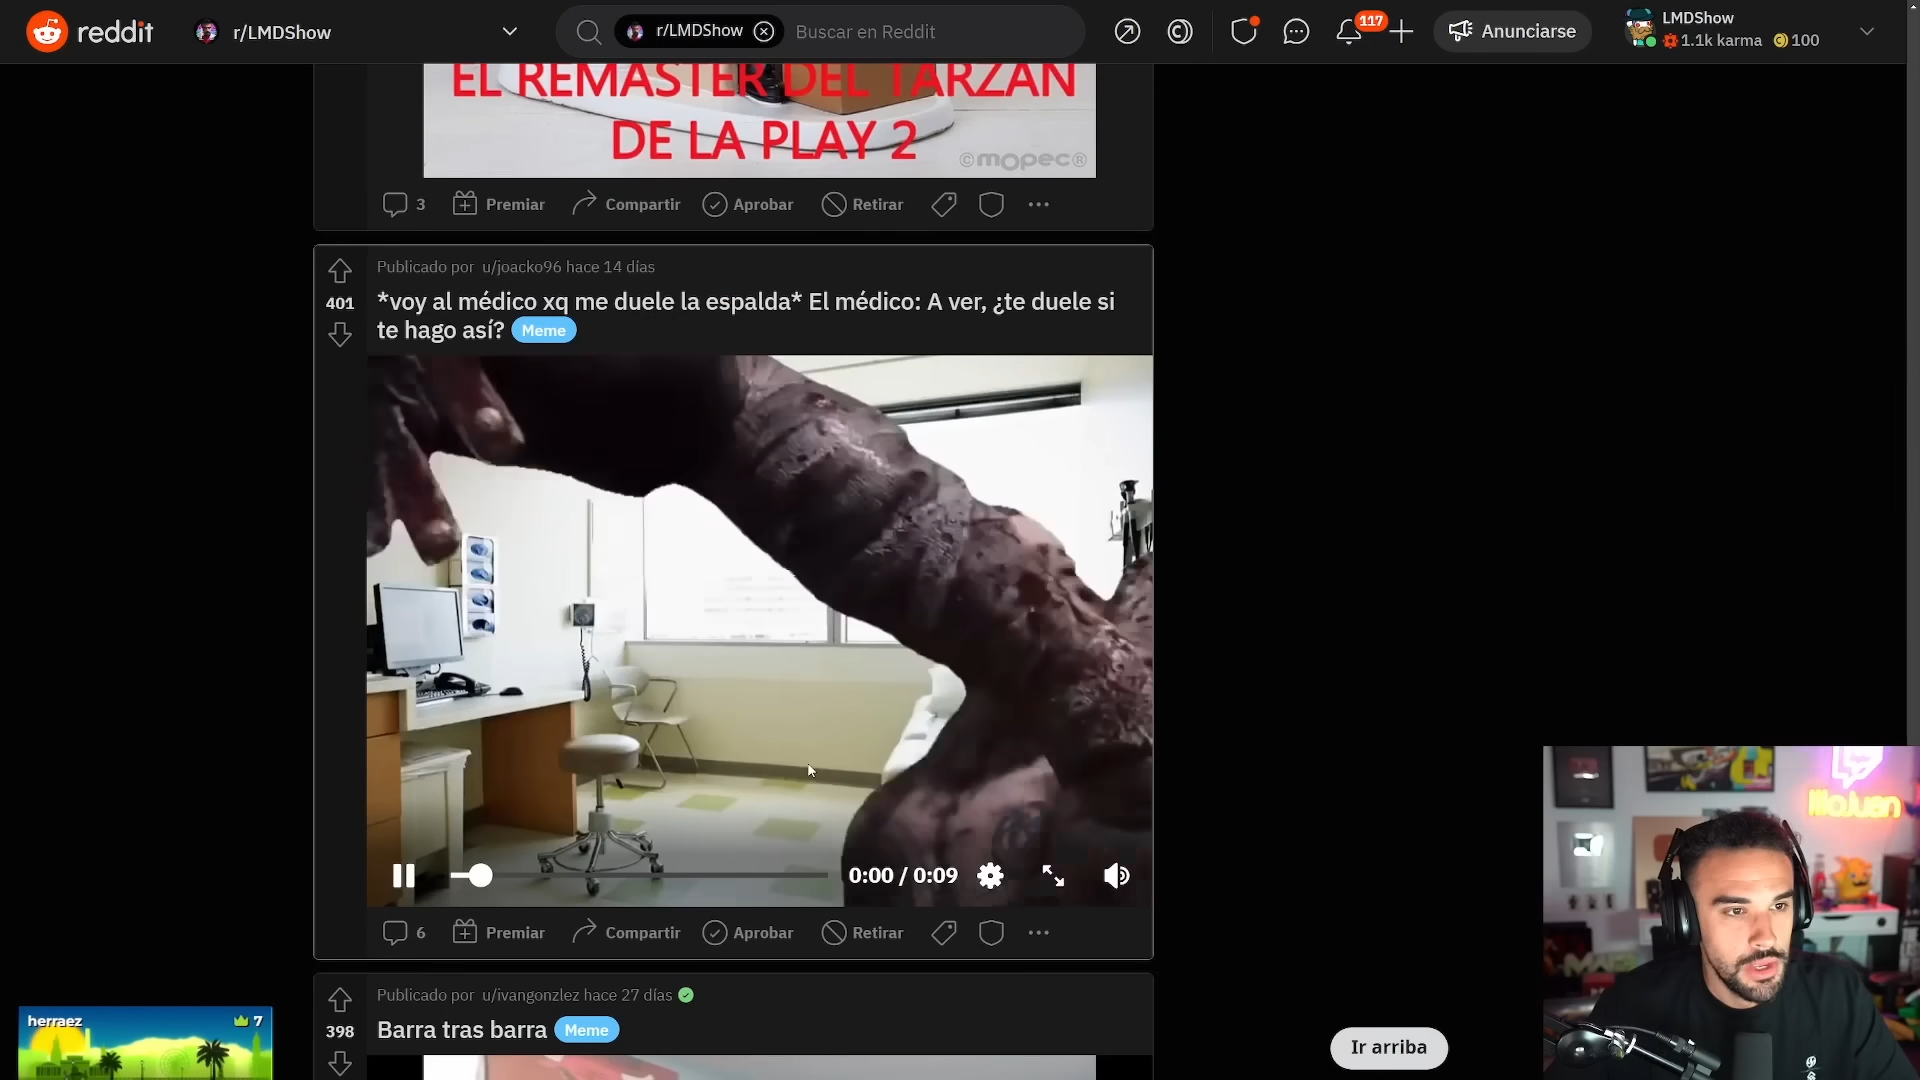 reddit
r/LMDShow
r/LMDShow
Buscar en Reddit
117
Anunciarse
LMDShow
1.1k karma
100
EL REMASTER DEL TARZAN
DE LA PLAY 2
©mopec®
3
Premiar
Compartir
Aprobar
Retirar
Publicado por u/joacko96 hace 14 días
401
*voy al médico xq me duele la espalda* El médico: A ver, ¿te duele si
te hago así?
Meme
0:00 / 0:09
6
Premiar
Compartir
Aprobar
Retirar
Publicado por u/ivangonzlez hace 27 días
398
Barra tras barra
Meme
herraez
7
Ir arriba